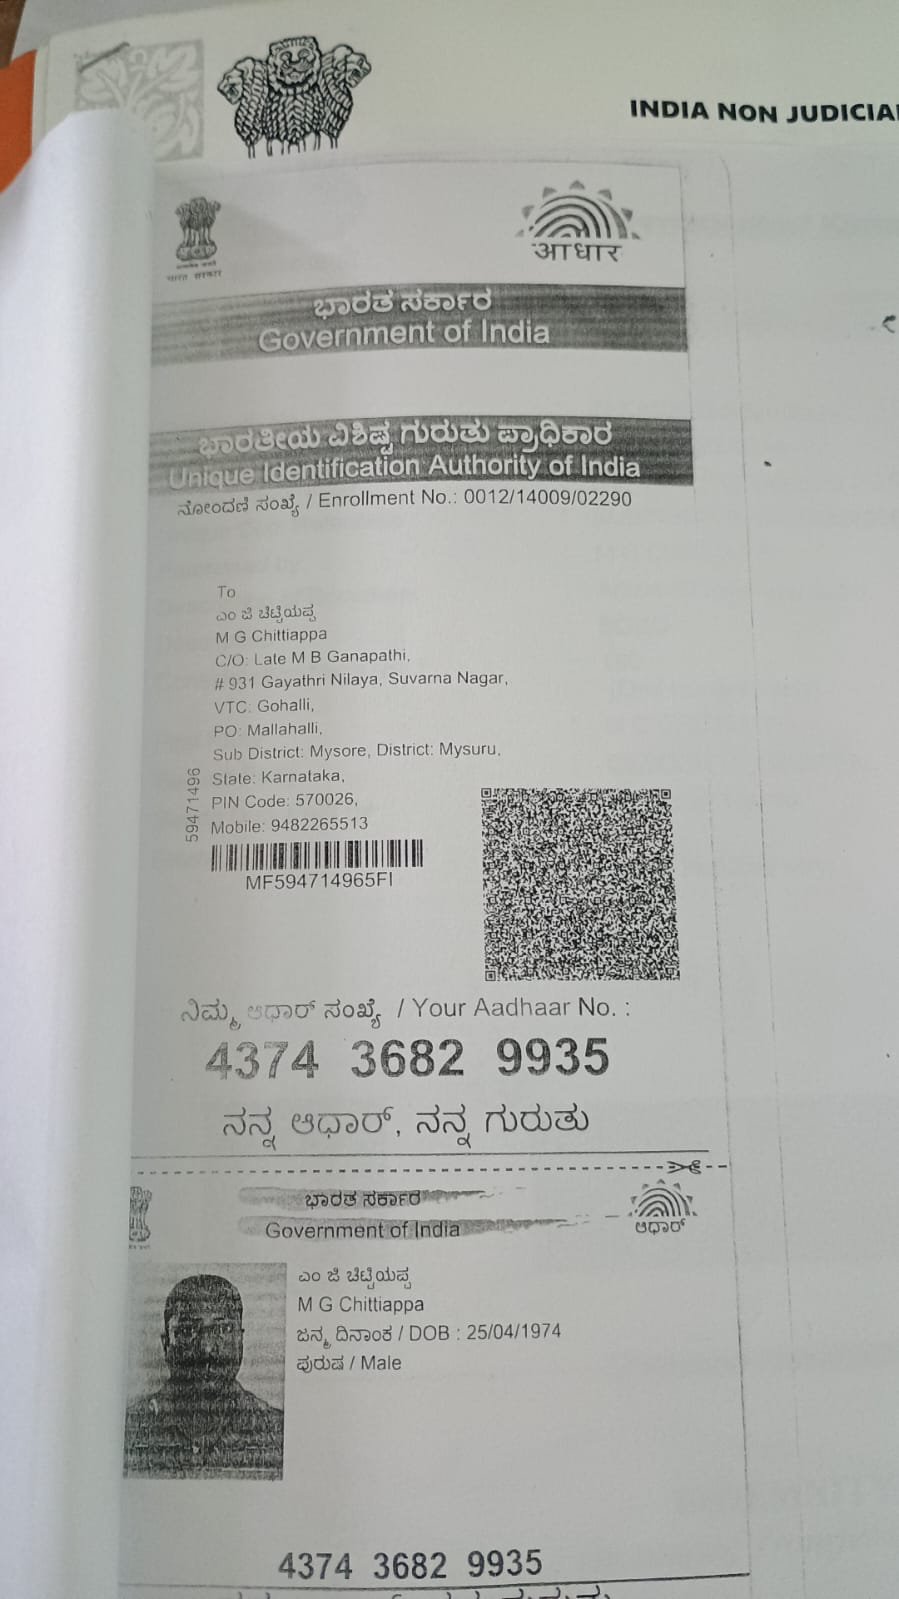 INDIA NON JUDICIAL
आधार
भारत सरकार
ಭಾರತ ಸರ್ಕಾರ
Government of India
ಭಾರತೀಯ ವಿಶಿಷ್ಟ ಗುರುತು ಪ್ರಾಧಿಕಾರ
Unique Identification Authority of India
ನೋಂದಣಿ ಸಂಖ್ಯೆ / Enrollment No.: 0012/14009/02290
To
ಎಂ ಜಿ ಚಿಟ್ಟಿಯಪ್ಪ
M G Chittiappa
C/O: Late M B Ganapathi,
# 931 Gayathri Nilaya, Suvarna Nagar,
VTC: Gohalli,
PO: Mallahalli,
Sub District: Mysore, District: Mysuru,
State: Karnataka,
PIN Code: 570026,
Mobile: 9482265513
59471496
MF594714965FI
ನಿಮ್ಮ ಆಧಾರ್ ಸಂಖ್ಯೆ / Your Aadhaar No. :
4374 3682 9935
ನನ್ನ ಆಧಾರ್, ನನ್ನ ಗುರುತು
ಭಾರತ ಸರ್ಕಾರ
Government of India
ಆಧಾರ್
ಎಂ ಜಿ ಚಿಟ್ಟಿಯಪ್ಪ
M G Chittiappa
ಜನ್ಮ ದಿನಾಂಕ / DOB : 25/04/1974
ಪುರುಷ / Male
4374 3682 9935